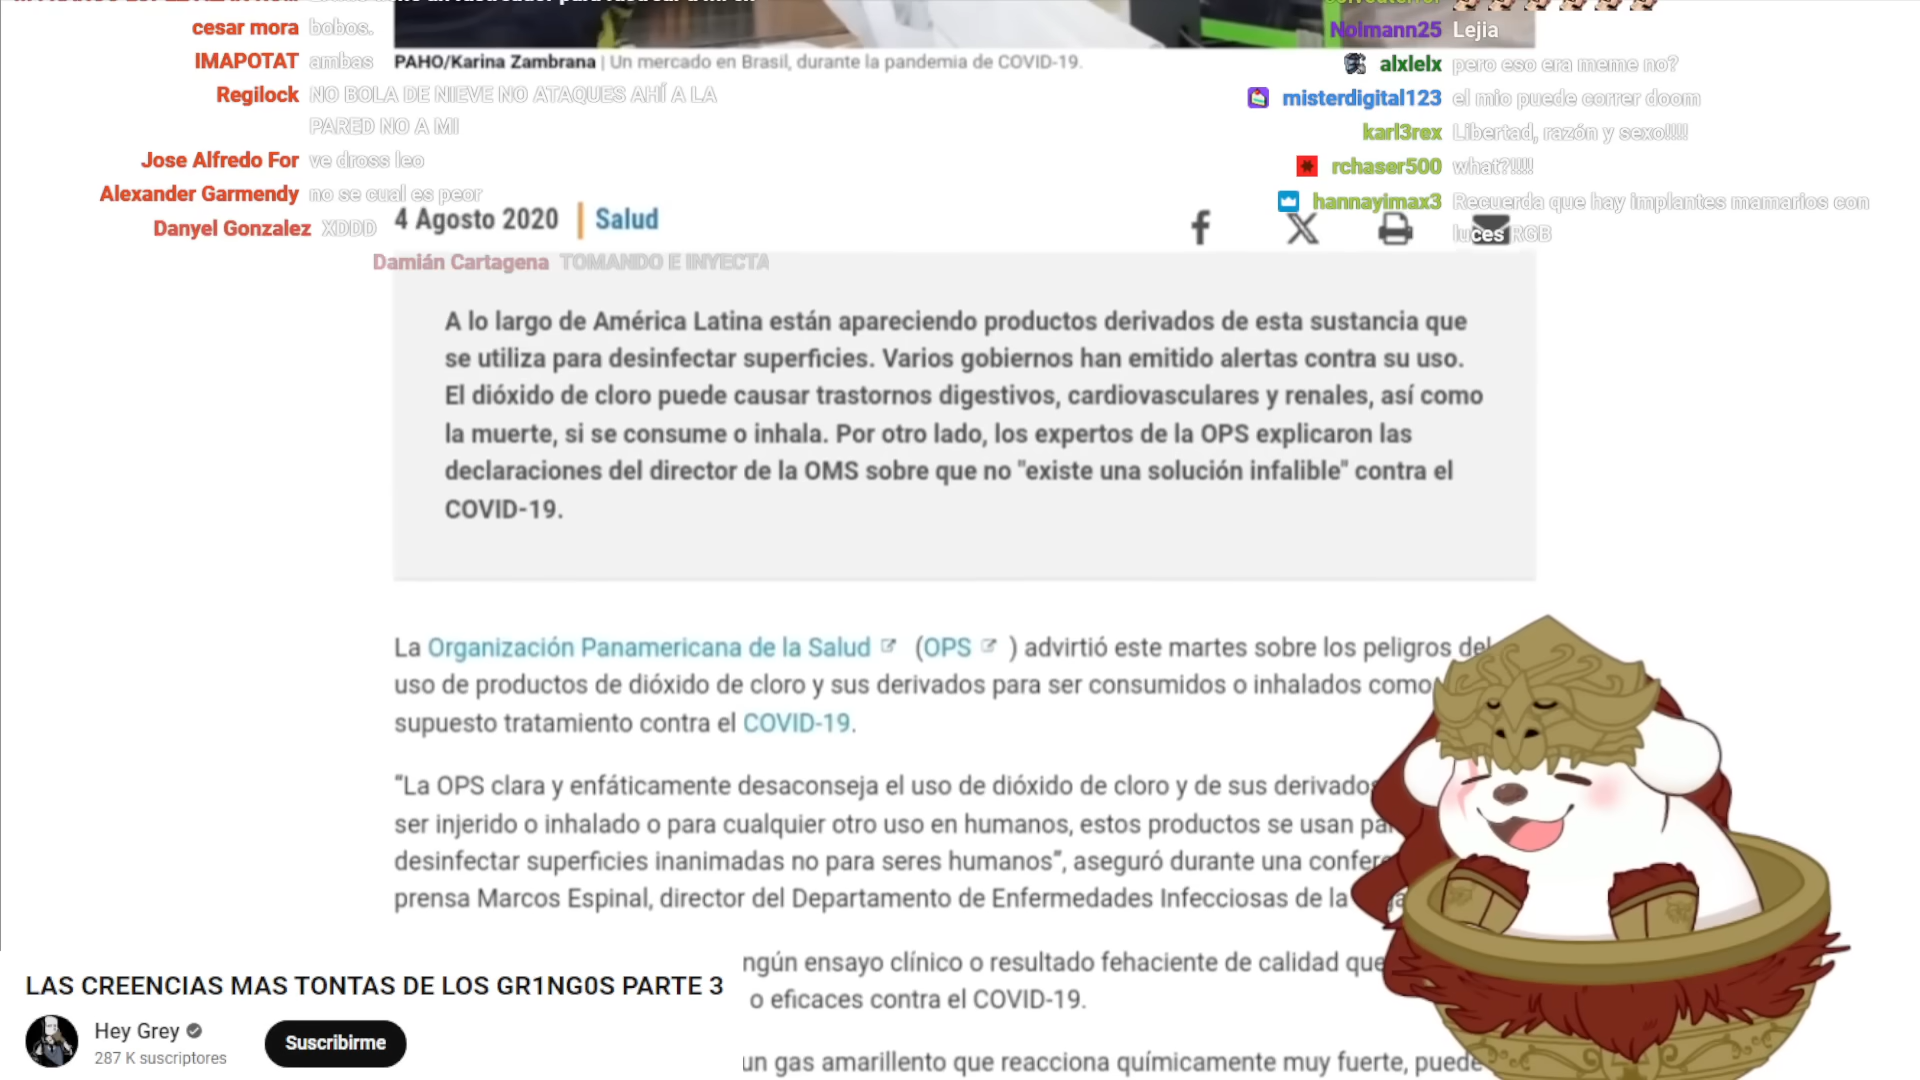 cesar mora bobos.
IMAPOTAT ambas
Regilock NO BOLA DE NIEVE NO ATAQUES AHÍ A LA
PARED NO A MI
Jose Alfredo For ve dross leo
Alexander Garmendy no se cual es peor
Danyel Gonzalez XDDD
Damián Cartagena TOMANDO E INYECTA
Nolmann25 Lejia
alxlelx pero eso era meme no?
misterdigital123 el mio puede correr doom
karl3rex Libertad, razón y sexo!!!!
rchaser500 what?!!!!
hannayimax3 Recuerda que hay implantes mamarios con
luces RGB
PAHO/Karina Zambrana | Un mercado en Brasil, durante la pandemia de COVID-19.
4 Agosto 2020 | Salud
A lo largo de América Latina están apareciendo productos derivados de esta sustancia que
se utiliza para desinfectar superficies. Varios gobiernos han emitido alertas contra su uso.
El dióxido de cloro puede causar trastornos digestivos, cardiovasculares y renales, así como
la muerte, si se consume o inhala. Por otro lado, los expertos de la OPS explicaron las
declaraciones del director de la OMS sobre que no "existe una solución infalible" contra el
COVID-19.
La Organización Panamericana de la Salud (OPS ) advirtió este martes sobre los peligros del
uso de productos de dióxido de cloro y sus derivados para ser consumidos o inhalados como
supuesto tratamiento contra el COVID-19.
“La OPS clara y enfáticamente desaconseja el uso de dióxido de cloro y de sus derivados
ser injerido o inhalado o para cualquier otro uso en humanos, estos productos se usan par
desinfectar superficies inanimadas no para seres humanos”, aseguró durante una confere
prensa Marcos Espinal, director del Departamento de Enfermedades Infecciosas de la
ngún ensayo clínico o resultado fehaciente de calidad que
o eficaces contra el COVID-19.
un gas amarillento que reacciona químicamente muy fuerte, puede
LAS CREENCIAS MAS TONTAS DE LOS GR1NG0S PARTE 3
Hey Grey
287 K suscriptores
Suscribirme